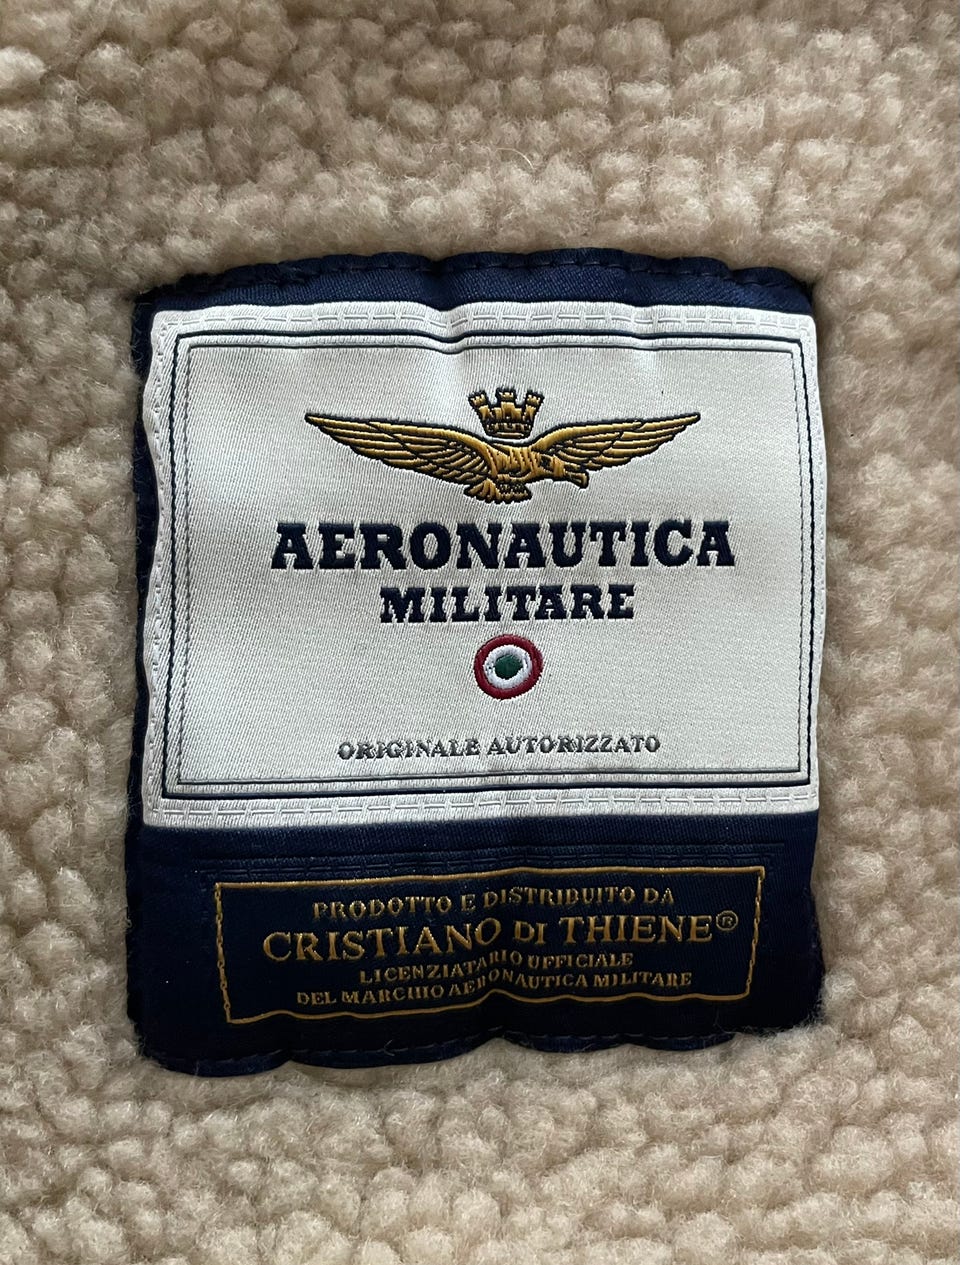 AERONAUTICA
MILITARE
ORIGINALE AUTORIZZATO
PRODOTTO E DISTRIBUITO DA
CRISTIANO DI THIENE®
LICENZIATARIO UFFICIALE
DEL MARCHIO AERONAUTICA MILITARE